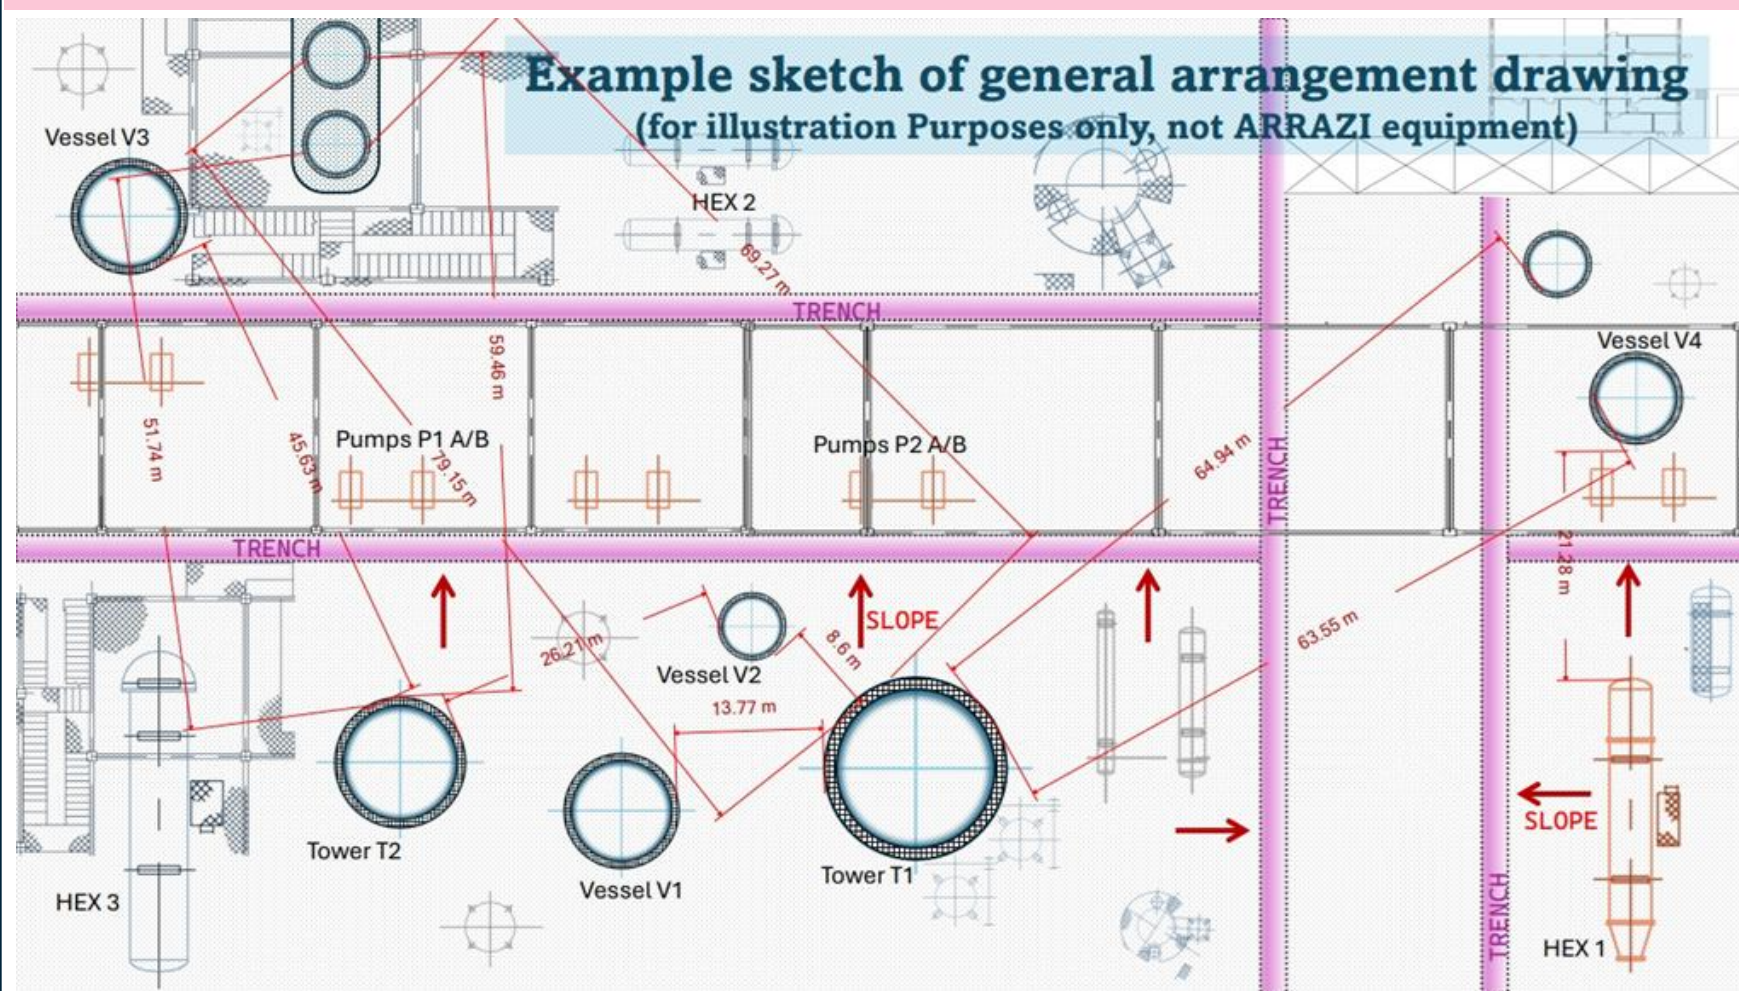 Example sketch of general arrangement drawing
(for illustration Purposes only, not ARRAZI equipment)
Vessel V3
HEX 2
69.27 m
TRENCH
Vessel V4
59.46 m
51.74 m
45.63 m
Pumps P1 A/B
79.15 m
Pumps P2 A/B
64.94 m
TRENCH
TRENCH
21.28 m
SLOPE
26.21 m
8.6 m
63.55 m
Vessel V2
13.77 m
Tower T2
Vessel V1
Tower T1
SLOPE
HEX 3
TRENCH
HEX 1